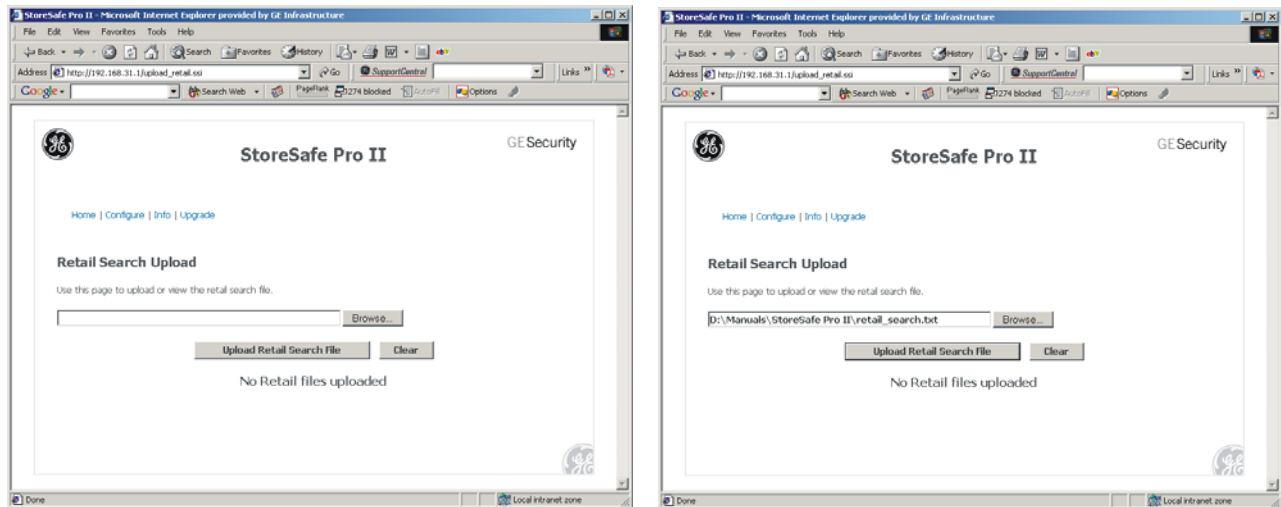 StoreSafe Pro II - Microsoft Internet Explorer provided by GE Infrastructure
File Edit View Favorites Tools Help
Back Search Favorites History
Address http://192.168.31.1/upload_retail.ssi Go SupportCentral Links »
Google Search Web PageRank 1274 blocked AutoFill Options
GE
StoreSafe Pro II
GE Security
Home | Configure | Info | Upgrade
Retail Search Upload
Use this page to upload or view the retal search file.
Browse...
Upload Retail Search File Clear
No Retail files uploaded
GE
Done Local intranet zone
StoreSafe Pro II - Microsoft Internet Explorer provided by GE Infrastructure
File Edit View Favorites Tools Help
Back Search Favorites History
Address http://192.168.31.1/upload_retail.ssi Go SupportCentral Links »
Google Search Web PageRank 1274 blocked AutoFill Options
GE
StoreSafe Pro II
GE Security
Home | Configure | Info | Upgrade
Retail Search Upload
Use this page to upload or view the retal search file.
D:\Manuals\StoreSafe Pro II\retail_search.txt Browse...
Upload Retail Search File Clear
No Retail files uploaded
GE
Done Local intranet zone